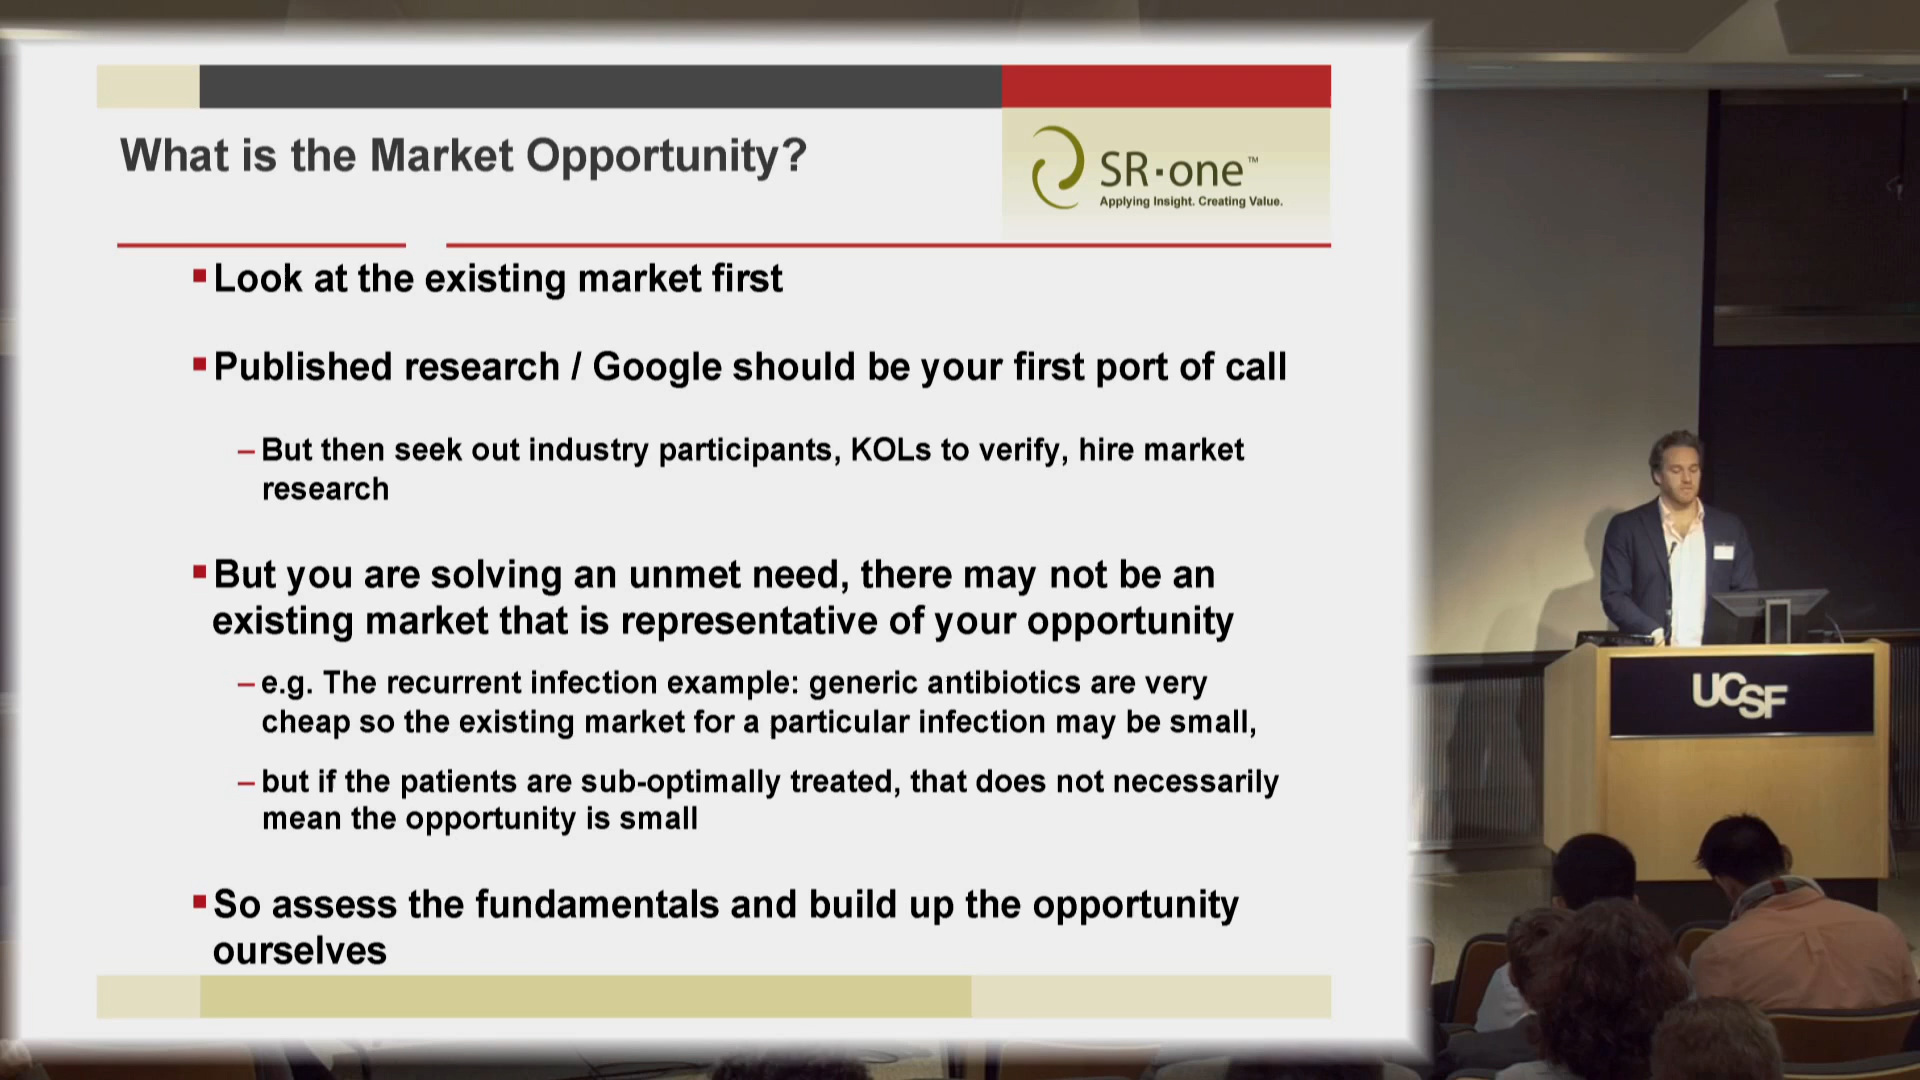 What is the Market Opportunity?
SR·one™
Applying Insight. Creating Value.
▪Look at the existing market first
▪Published research / Google should be your first port of call
–But then seek out industry participants, KOLs to verify, hire market
research
▪But you are solving an unmet need, there may not be an
existing market that is representative of your opportunity
–e.g. The recurrent infection example: generic antibiotics are very
cheap so the existing market for a particular infection may be small,
–but if the patients are sub-optimally treated, that does not necessarily
mean the opportunity is small
▪So assess the fundamentals and build up the opportunity
ourselves
UCSF